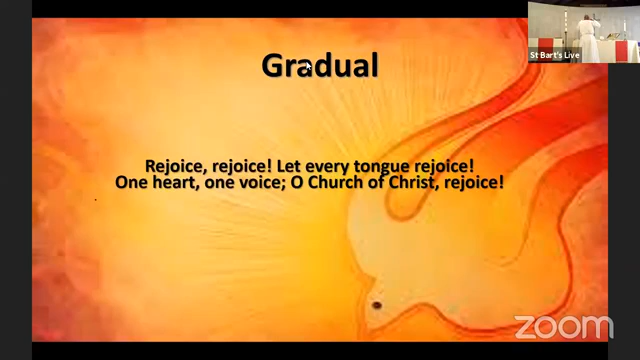 Gradual
St Bart's Live
Rejoice, rejoice! Let every tongue rejoice!
One heart, one voice; O Church of Christ, rejoice!
zoom